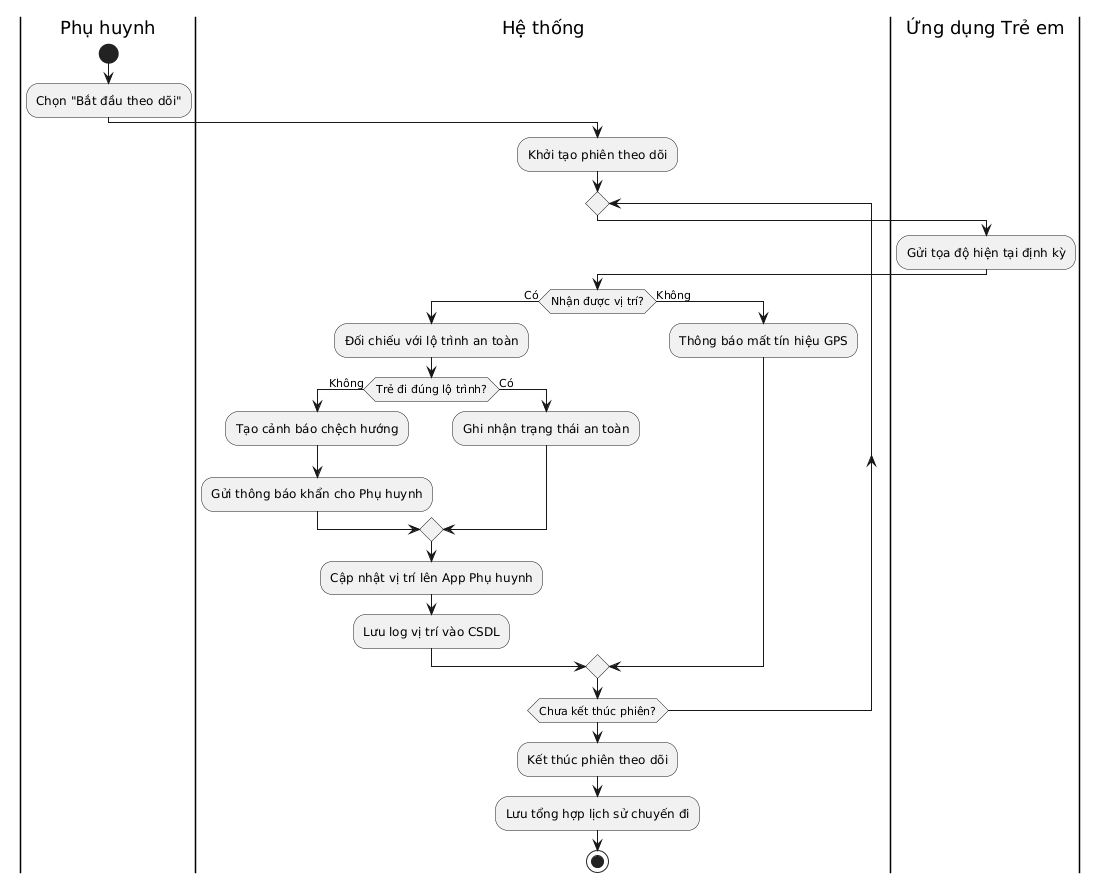 Phụ huynh
Hệ thống
Ứng dụng Trẻ em
Chọn "Bắt đầu theo dõi"
Khởi tạo phiên theo dõi
Gửi tọa độ hiện tại định kỳ
Nhận được vị trí?
Có
Không
Đối chiếu với lộ trình an toàn
Thông báo mất tín hiệu GPS
Trẻ đi đúng lộ trình?
Không
Có
Tạo cảnh báo chệch hướng
Ghi nhận trạng thái an toàn
Gửi thông báo khẩn cho Phụ huynh
Cập nhật vị trí lên App Phụ huynh
Lưu log vị trí vào CSDL
Chưa kết thúc phiên?
Kết thúc phiên theo dõi
Lưu tổng hợp lịch sử chuyến đi